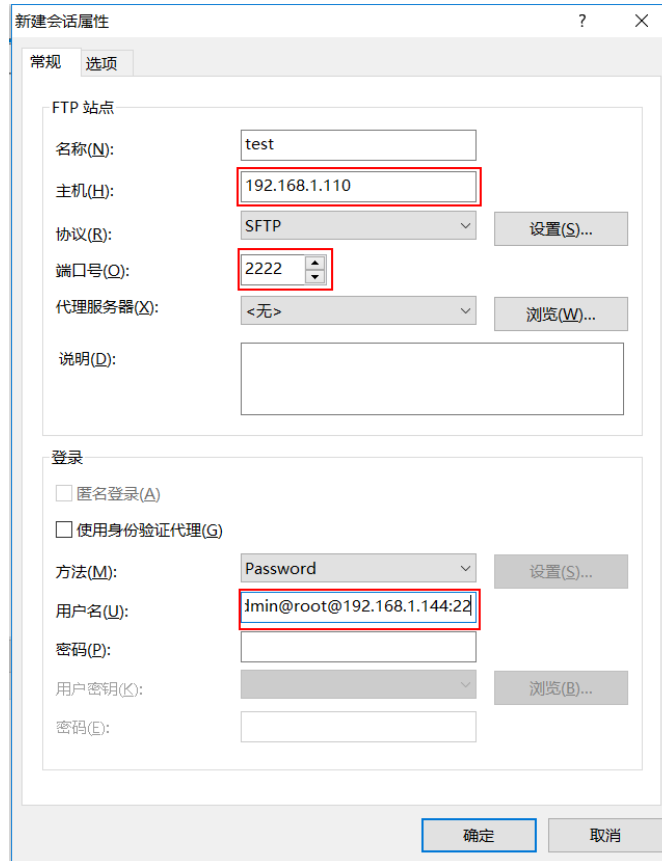 新建会话属性 ?
常规 选项
FTP 站点
名称(N): test
主机(H): 192.168.1.110
协议(R): SFTP 设置(S)...
端口号(O): 2222
代理服务器(X): <无> 浏览(W)...
说明(D):
登录
匿名登录(A)
使用身份验证代理(G)
方法(M): Password 设置(S)...
用户名(U): dmin@root@192.168.1.144:22
密码(P):
用户密钥(K): 浏览(B)...
密码(E):
确定 取消